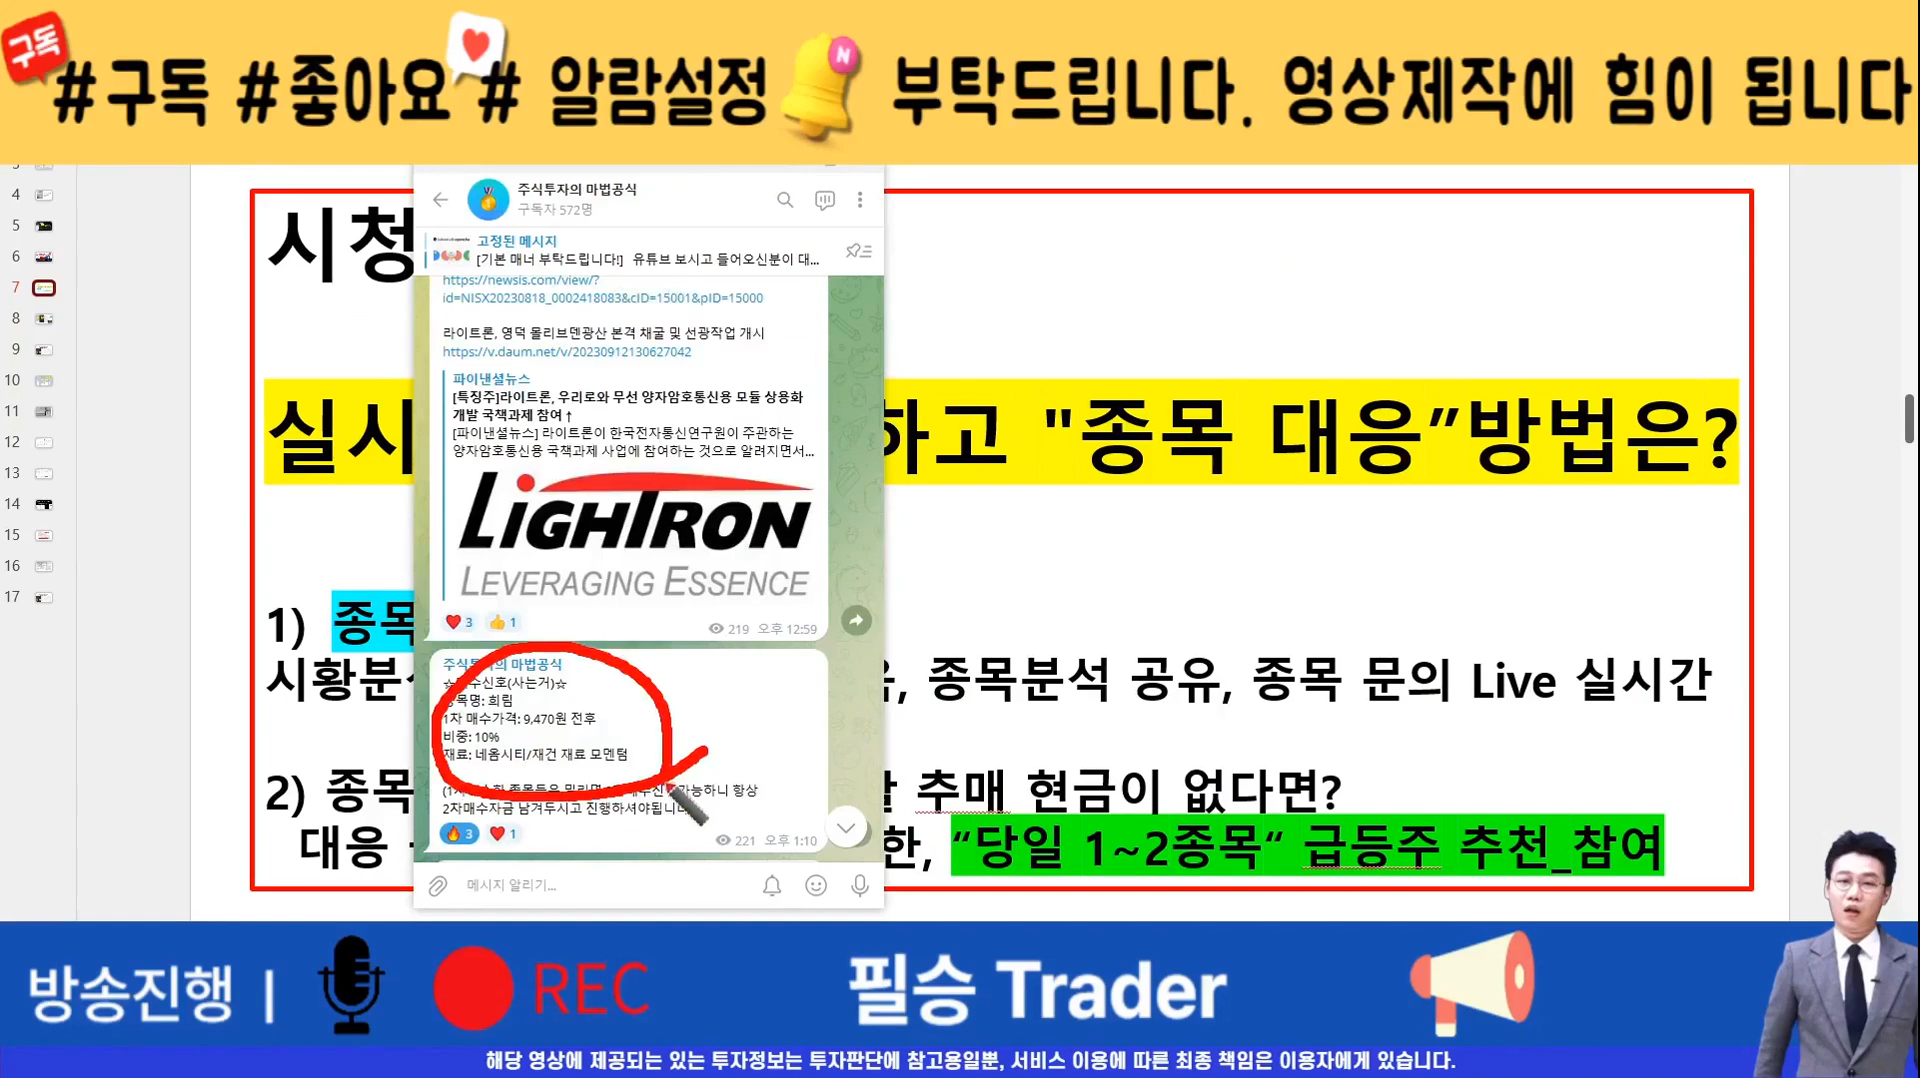 구독
#구독 #좋아요 # 알람설정 N 부탁드립니다. 영상제작에 힘이 됩니다
4
5
6
7
8
9
10
11
12
13
14
15
16
17
시청
실시
하고 "종목 대응”방법은?
1) 종목
시황분
, 종목분석 공유, 종목 문의 Live 실시간
2) 종목
추매 현금이 없다면?
대응
한, “당일 1~2종목“ 급등주 추천_참여
주식투자의 마법공식
구독자 572명
고정된 메시지
[기본 매너 부탁드립니다!] 유튜브 보시고 들어오신분이 대...
https://newsis.com/view/?
id=NISX20230818_0002418083&cID=15001&pID=15000
라이트론, 영덕 몰리브덴광산 본격 채굴 및 선광작업 개시
https://v.daum.net/v/20230912130627042
파이낸셜뉴스
[특징주]라이트론, 우리로와 무선 양자암호통신용 모듈 상용화
개발 국책과제 참여↑
[파이낸셜뉴스] 라이트론이 한국전자통신연구원이 주관하는
양자암호통신용 국책과제 사업에 참여하는 것으로 알려지면서...
LIGHTRON
LEVERAGING ESSENCE
3 1
219 오후 12:59
주식투자의 마법공식
☆매수신호(사는거)☆
종목명: 희림
1차 매수가격: 9,470원 전후
비중: 10%
재료: 네옴시티/재건 재료 모멘텀
가능하니 항상
2차매수자금 남겨두시고 진행하셔야됩니다
3 1
221 오후 1:10
메시지 알리기...
방송진행 |
REC
필승 Trader
해당 영상에 제공되는 있는 투자정보는 투자판단에 참고용일뿐, 서비스 이용에 따른 최종 책임은 이용자에게 있습니다.